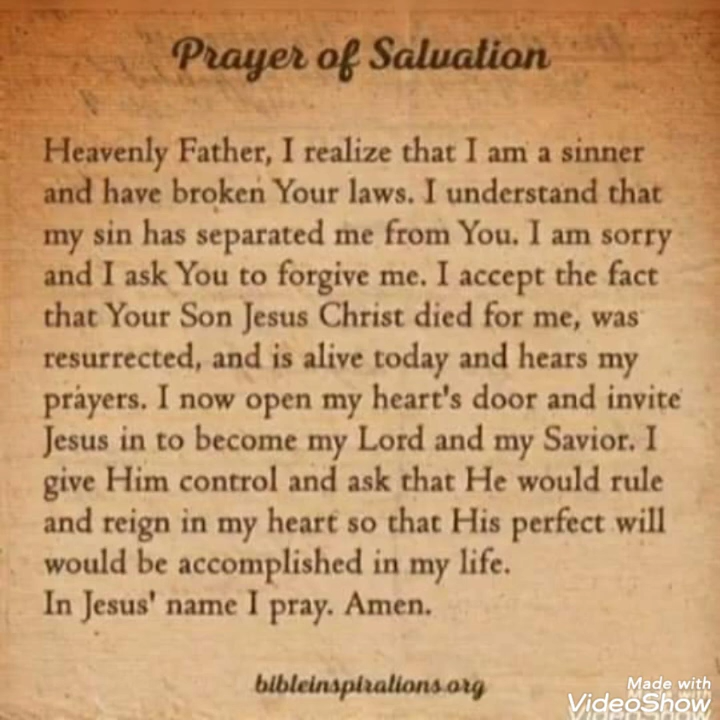 Prayer of Salvation
Heavenly Father, I realize that I am a sinner
and have broken Your laws. I understand that
my sin has separated me from You. I am sorry
and I ask You to forgive me. I accept the fact
that Your Son Jesus Christ died for me, was
resurrected, and is alive today and hears my
prayers. I now open my heart's door and invite
Jesus in to become my Lord and my Savior. I
give Him control and ask that He would rule
and reign in my heart so that His perfect will
would be accomplished in my life.
In Jesus' name I pray. Amen.
bibleinspirations.org
Made with
VideoShow